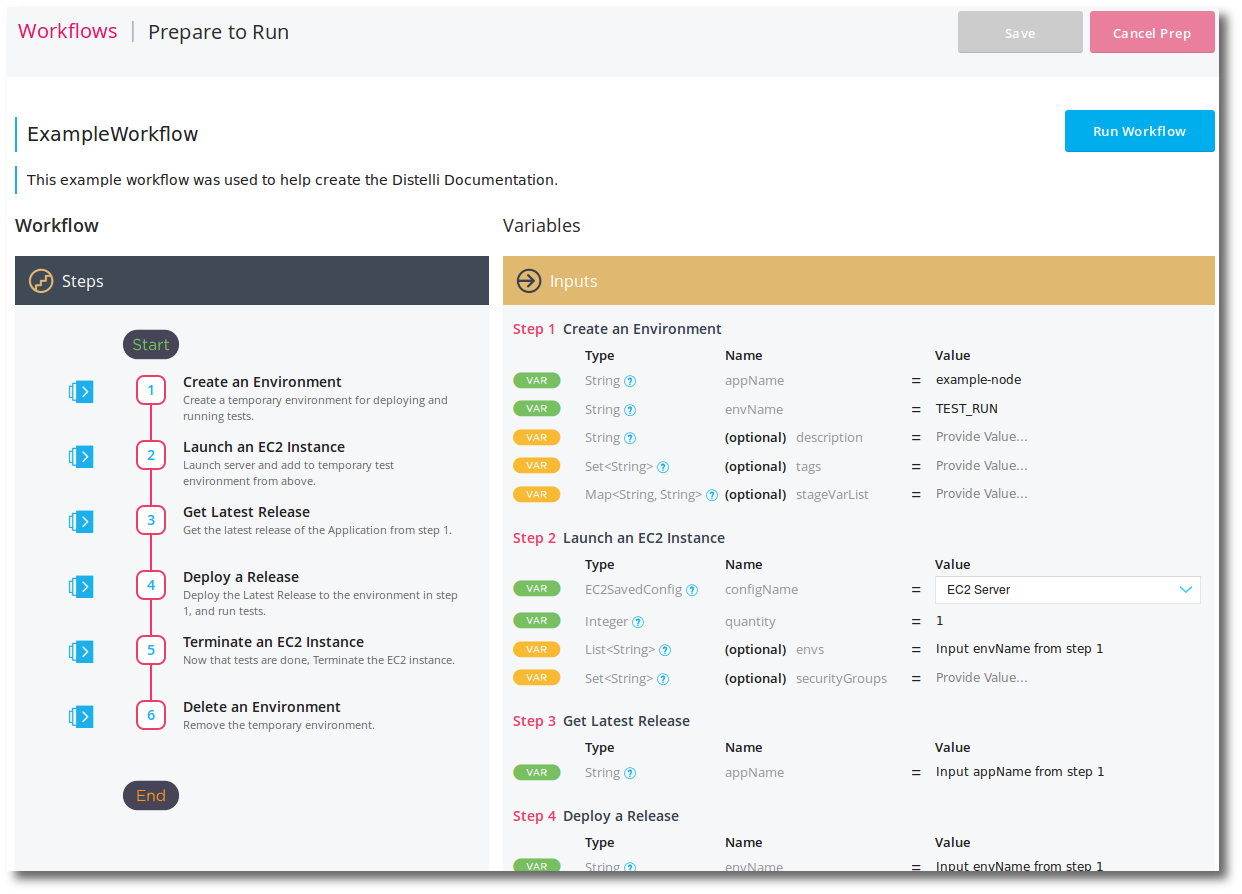 Workflows | Prepare to Run
Save
Cancel Prep
ExampleWorkflow
Run Workflow
This example workflow was used to help create the Distelli Documentation.
Workflow
Steps
Start
1 Create an Environment
Create a temporary environment for deploying and
running tests.
2 Launch an EC2 Instance
Launch server and add to temporary test
environment from above.
3 Get Latest Release
Get the latest release of the Application from step 1.
4 Deploy a Release
Deploy the Latest Release to the environment in step
1, and run tests.
5 Terminate an EC2 Instance
Now that tests are done, Terminate the EC2 instance.
6 Delete an Environment
Remove the temporary environment.
End
Variables
Inputs
Step 1 Create an Environment
Type Name Value
VAR String ? appName = example-node
VAR String ? envName = TEST_RUN
VAR String ? (optional) description = Provide Value...
VAR Set<String> ? (optional) tags = Provide Value...
VAR Map<String, String> ? (optional) stageVarList = Provide Value...
Step 2 Launch an EC2 Instance
Type Name Value
VAR EC2SavedConfig ? configName = EC2 Server
VAR Integer ? quantity = 1
VAR List<String> ? (optional) envs = Input envName from step 1
VAR Set<String> ? (optional) securityGroups = Provide Value...
Step 3 Get Latest Release
Type Name Value
VAR String ? appName = Input appName from step 1
Step 4 Deploy a Release
Type Name Value
VAR String ? envName = Input envName from step 1